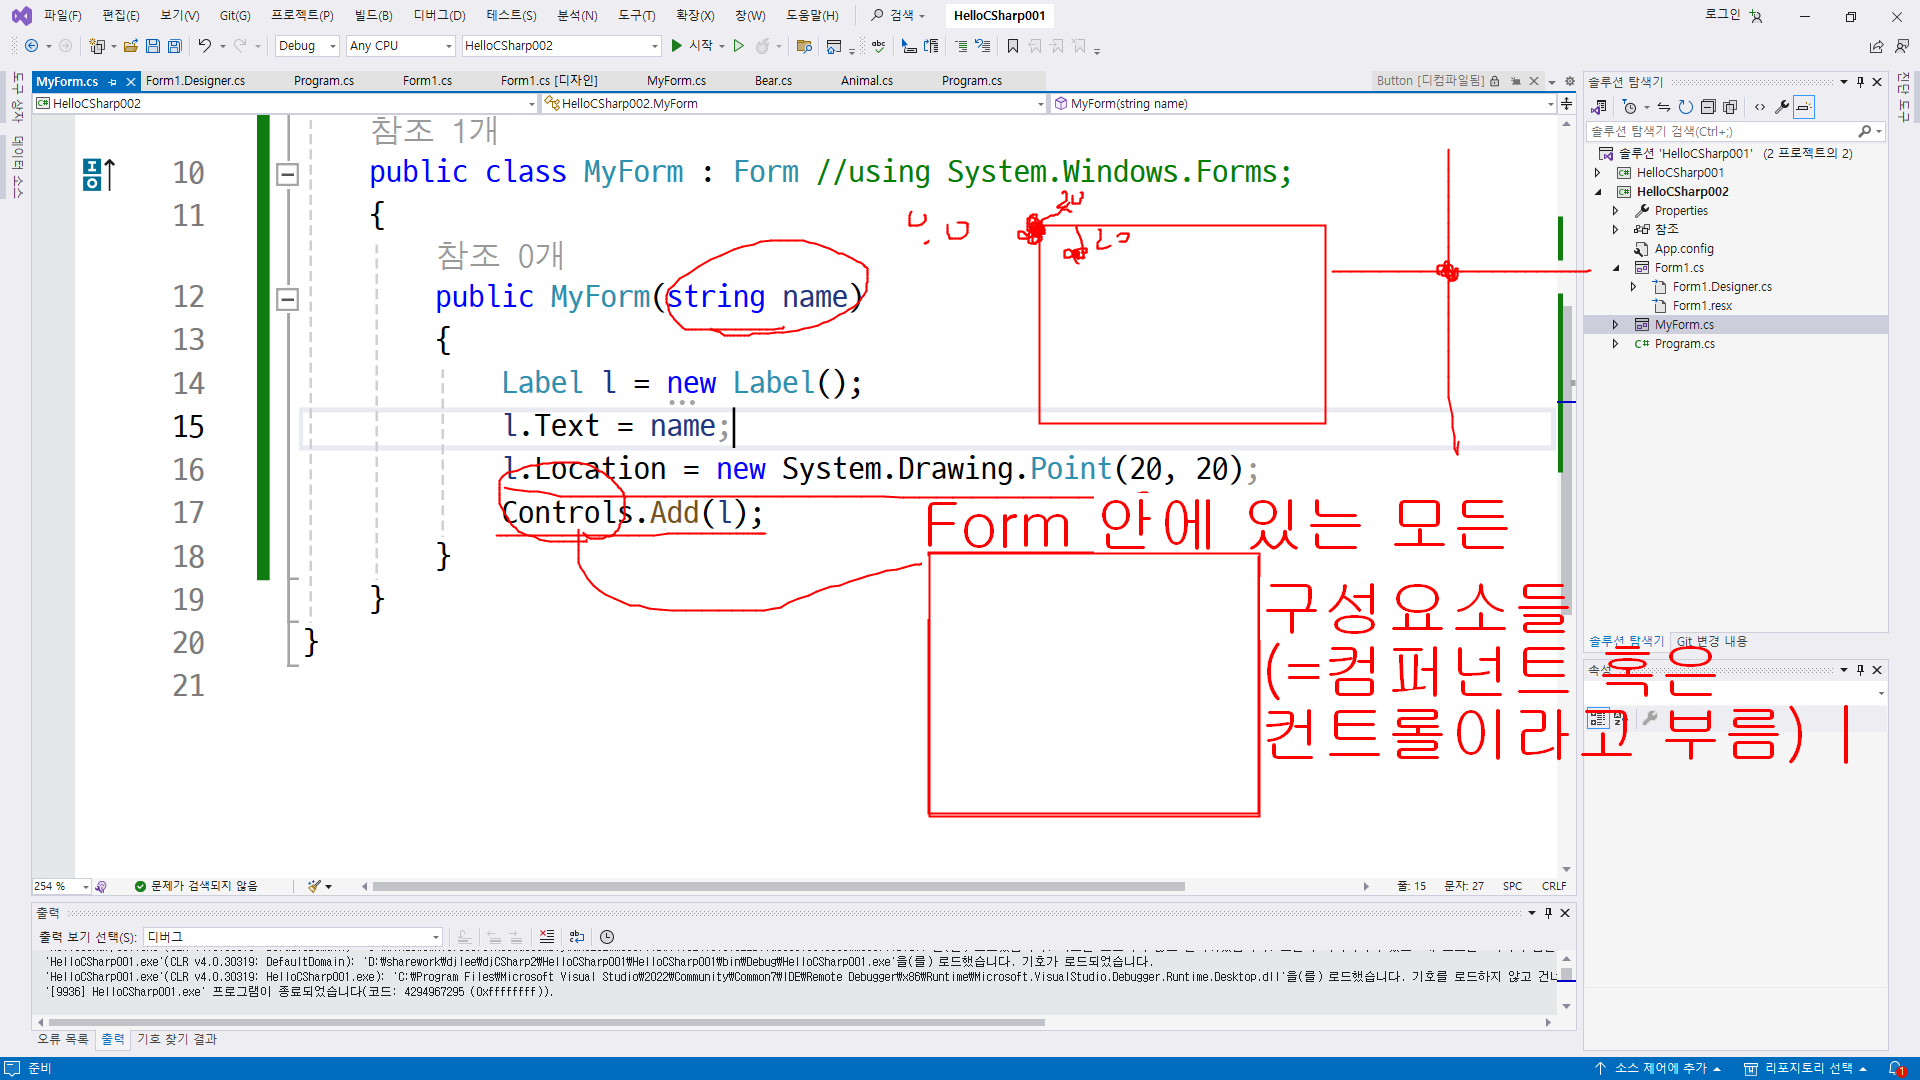 파일(F) 편집(E) 보기(V) Git(G) 프로젝트(P) 빌드(B) 디버그(D) 테스트(S) 분석(N) 도구(T) 확장(X) 창(W) 도움말(H) 검색 HelloCSharp001 로그인
Debug Any CPU HelloCSharp002 시작
MyForm.cs Form1.Designer.cs Program.cs Form1.cs Form1.cs [디자인] MyForm.cs Bear.cs Animal.cs Program.cs Button [디컴파일됨]
HelloCSharp002 HelloCSharp002.MyForm MyForm(string name)
도구 상자
데이터 소스
진단 도구
참조 1개
10 public class MyForm : Form //using System.Windows.Forms;
11 {
참조 0개
12 public MyForm(string name)
13 {
14 Label l = new Label();
15 l.Text = name;
16 l.Location = new System.Drawing.Point(20, 20);
17 Controls.Add(l);
18 }
19 }
20 }
21
20
0.0
20
Form 안에 있는 모든
구성요소들
(=컴퍼넌트 혹은
컨트롤이라고 부름)
254 % 문제가 검색되지 않음 줄: 15 문자: 27 SPC CRLF
솔루션 탐색기
솔루션 탐색기 검색(Ctrl+;)
솔루션 'HelloCSharp001' (2 프로젝트의 2)
HelloCSharp001
HelloCSharp002
Properties
참조
App.config
Form1.cs
Form1.Designer.cs
Form1.resx
MyForm.cs
Program.cs
솔루션 탐색기 Git 변경 내용
속성
출력
출력 보기 선택(S): 디버그
'HelloCSharp001.exe'(CLR v4.0.30319: DefaultDomain): 'D:₩sharework₩djlee₩djCSharp2₩HelloCSharp001₩HelloCSharp001₩bin₩Debug₩HelloCSharp001.exe'을(를) 로드했습니다. 기호가 로드되었습니다.
'HelloCSharp001.exe'(CLR v4.0.30319: HelloCSharp001.exe): 'C:₩Program Files₩Microsoft Visual Studio₩2022₩Community₩Common7₩IDE₩Remote Debugger₩x86₩Runtime₩Microsoft.VisualStudio.Debugger.Runtime.Desktop.dll'을(를) 로드했습니다. 기호를 로드하지 않고 건너
'[9936] HelloCSharp001.exe' 프로그램이 종료되었습니다(코드: 4294967295 (0xffffffff)).
오류 목록 출력 기호 찾기 결과
준비 소스 제어에 추가 리포지토리 선택 1